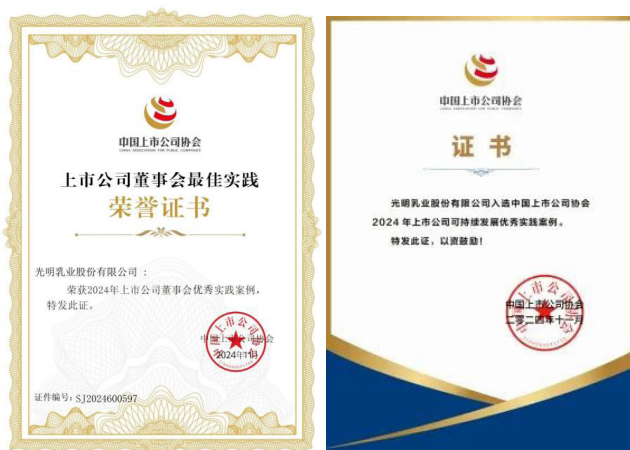 中国上市公司协会
CHINA ASSOCIATION FOR PUBLIC COMPANIES
上市公司董事会最佳实践
荣誉证书
光明乳业股份有限公司：
荣获2024年上市公司董事会优秀实践案例，
特发此证。
中国上市公司协会
2024年11月
证件编号：SJ2024600597
中国上市公司协会
CHINA ASSOCIATION FOR PUBLIC COMPANIES
证书
光明乳业股份有限公司入选中国上市公司协会
2024年上市公司可持续发展优秀实践案例。
特发此证，以资鼓励！
中国上市公司协会
二零二四年十一月